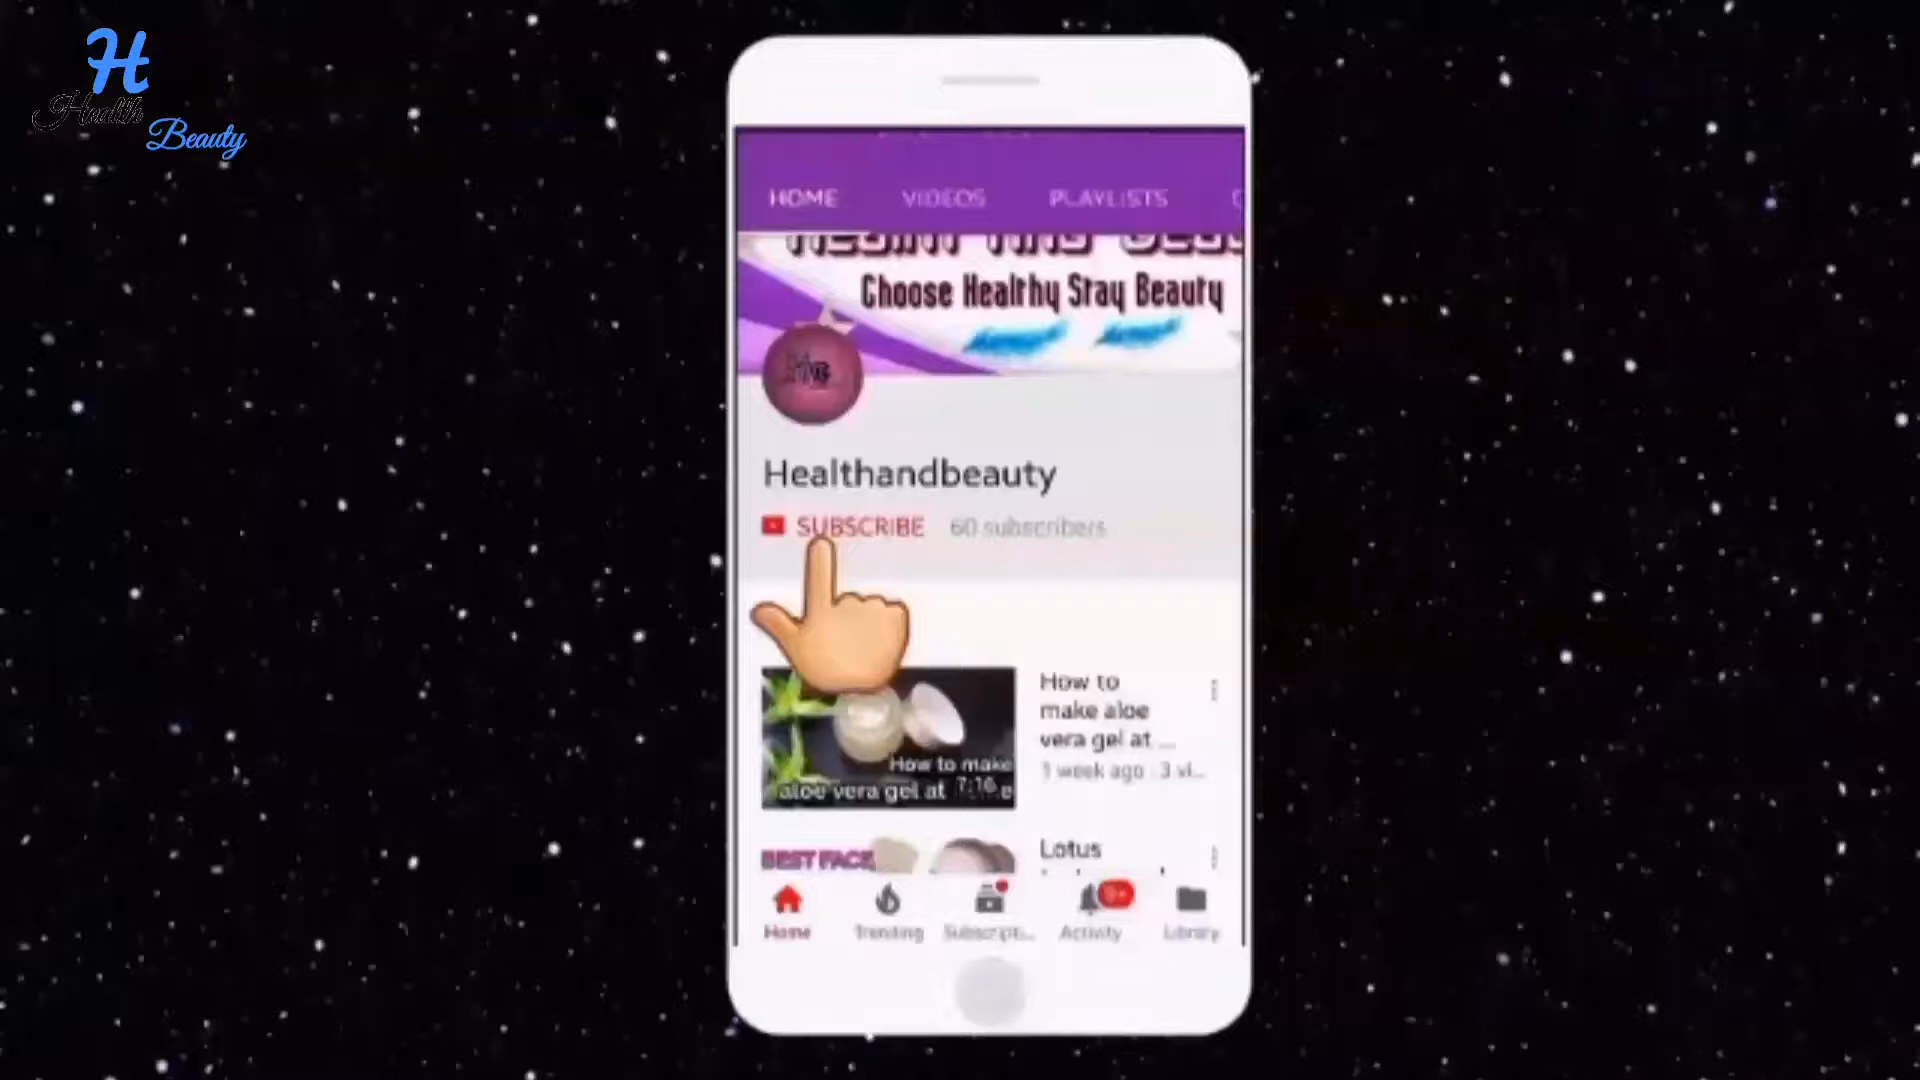 H
Health
Beauty
HOME VIDEOS PLAYLISTS
Choose Healthy Stay Beauty
Healthandbeauty
SUBSCRIBE 60 subscribers
How to
make aloe
vera gel at ...
1 week ago · 3 vi...
How to make
aloe vera gel at
7:16
Lotus
BEST FACE
Home Trending Subscripti... Activity Library
9+